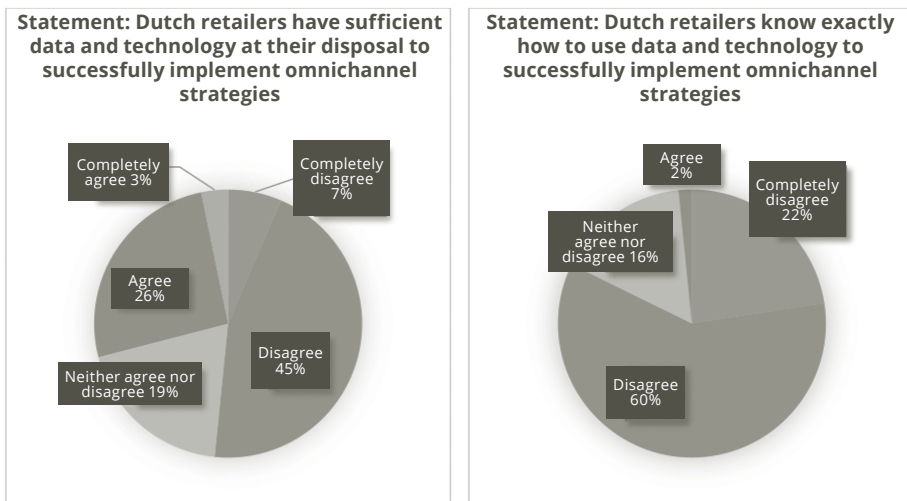 Statement: Dutch retailers have sufficient
data and technology at their disposal to
successfully implement omnichannel
strategies
Completely
agree 3%
Completely
disagree
7%
Agree
26%
Disagree
45%
Neither agree nor
disagree 19%
Statement: Dutch retailers know exactly
how to use data and technology to
successfully implement omnichannel
strategies
Agree
2%
Completely
disagree
22%
Neither
agree nor
disagree 16%
Disagree
60%